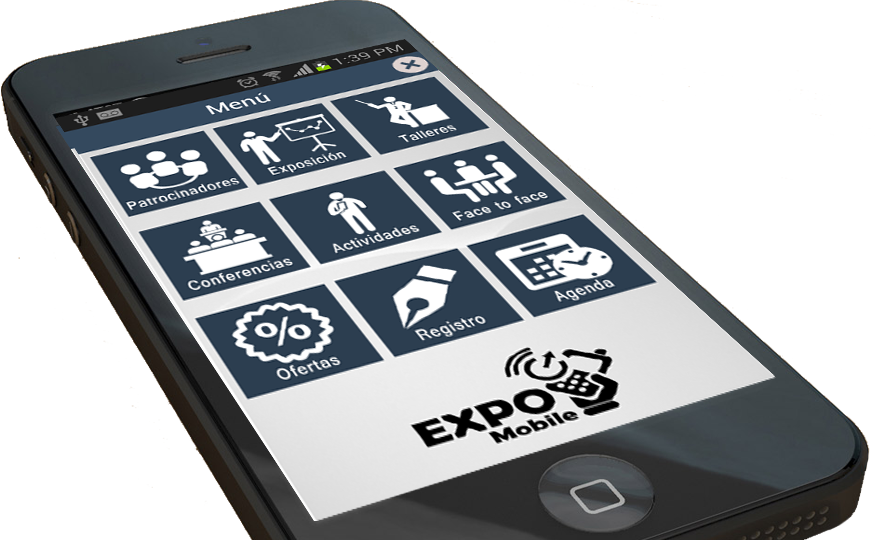 1:39 PM
Menú
Patrocinadores
Exposición
Talleres
Conferencias
Actividades
Face to face
Ofertas
%
Registro
Agenda
EXPO
Mobile